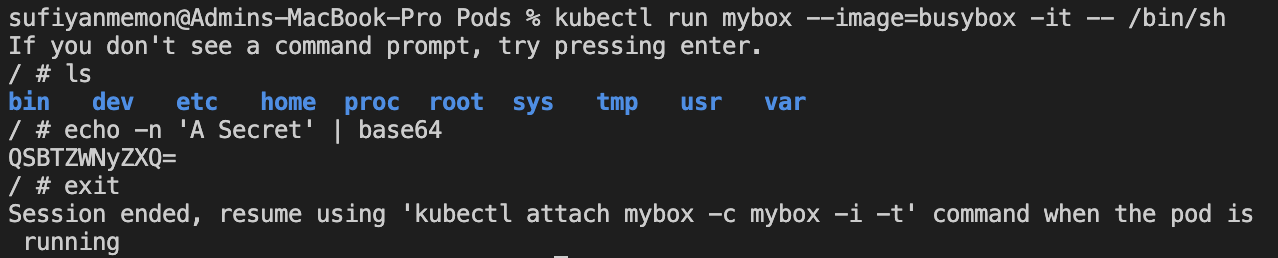 sufiyanmemon@Admins-MacBook-Pro Pods % kubectl run mybox --image=busybox -it -- /bin/sh
If you don't see a command prompt, try pressing enter.
/ # ls
bin   dev   etc   home  proc  root  sys   tmp   usr   var
/ # echo -n 'A Secret' | base64
QSBTZWNyZXQ=
/ # exit
Session ended, resume using 'kubectl attach mybox -c mybox -i -t' command when the pod is
 running